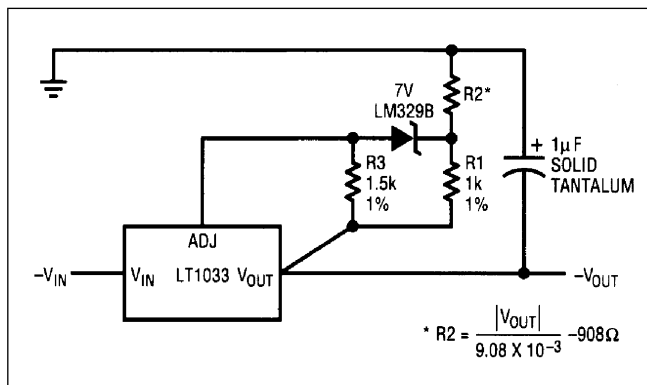 7V
LM329B
R2*
R3
1.5k
1%
R1
1k
1%
+ 1μF
SOLID
TANTALUM
ADJ
–VIN
VIN
LT1033
VOUT
–VOUT
* R2 = |VOUT| / 9.08 X 10⁻³ –908Ω